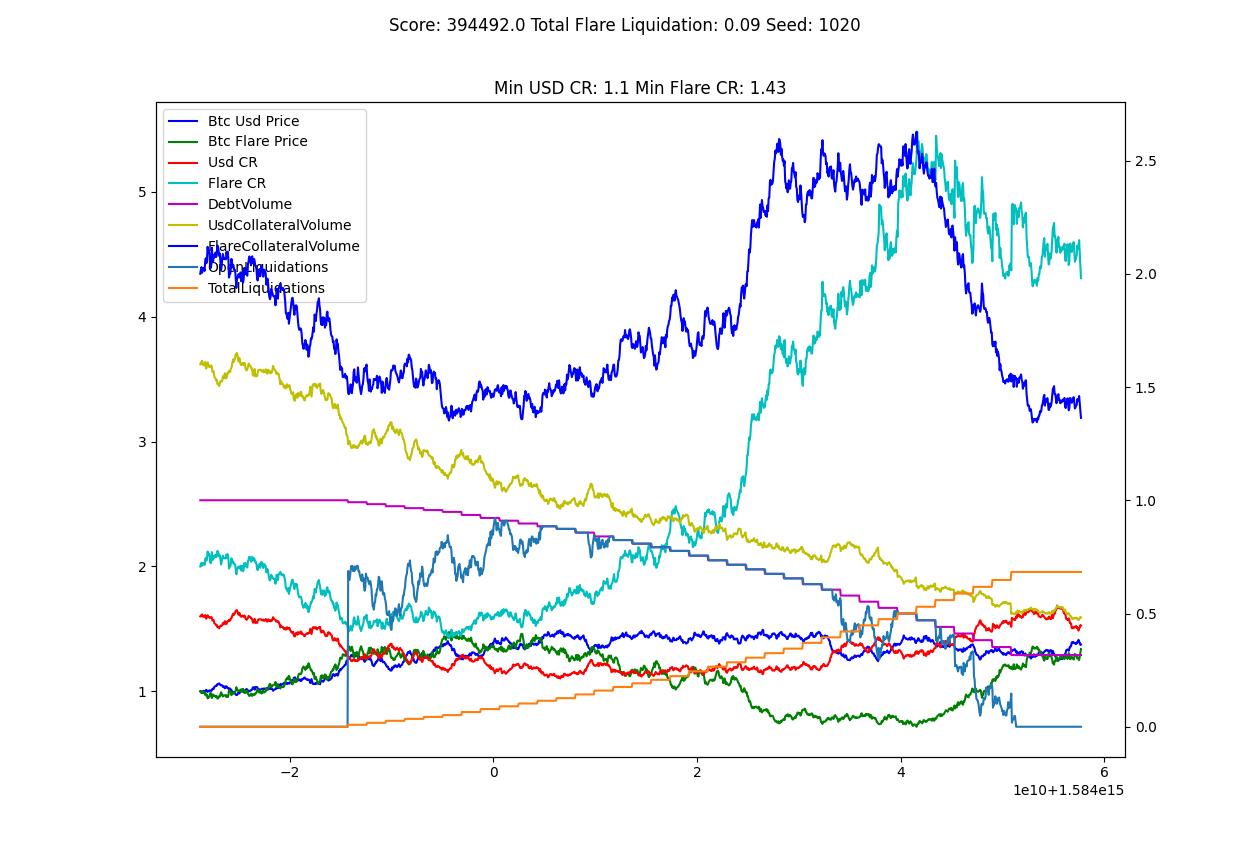 Score: 394492.0 Total Flare Liquidation: 0.09 Seed: 1020
Min USD CR: 1.1 Min Flare CR: 1.43
Btc Usd Price
Btc Flare Price
Usd CR
Flare CR
DebtVolume
UsdCollateralVolume
FlareCollateralVolume
OpenLiquidations
TotalLiquidations
5
4
3
2
1
2.5
2.0
1.5
1.0
0.5
0.0
−2 0 2 4 6
1e10+1.584e15